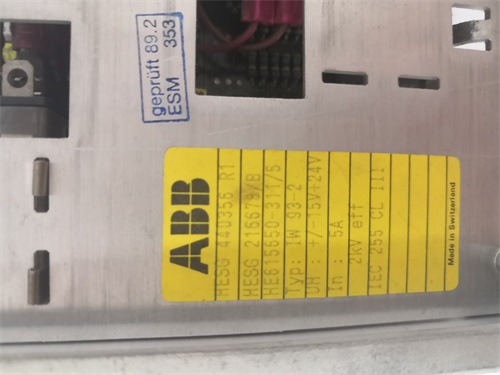 geprüft 89.2
ESM 353
ABB
HESG 440356 R1
HESG 216678/B
HE615650-311/5
Typ: IW 93-2
UH : +/-15V+24V
In : 5A
2kV eff
IEC 255 CL III
Made in Switzerland